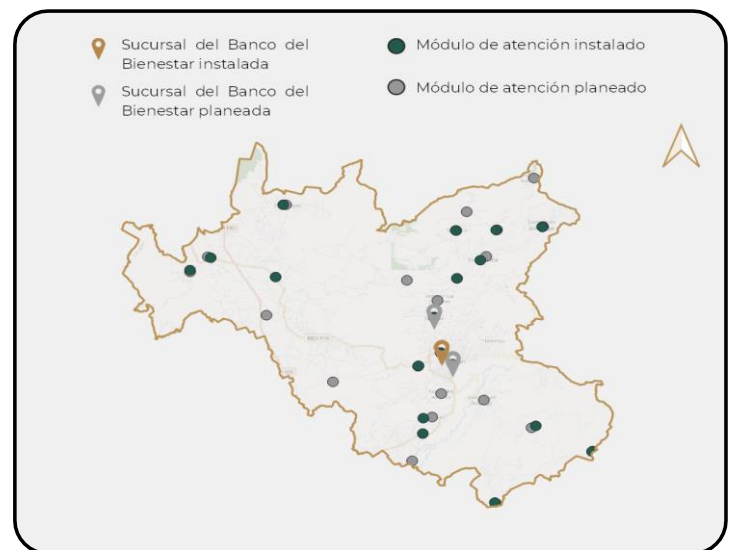 Sucursal del Banco del
Bienestar instalada
Sucursal del Banco del
Bienestar planeada
Módulo de atención instalado
Módulo de atención planeado